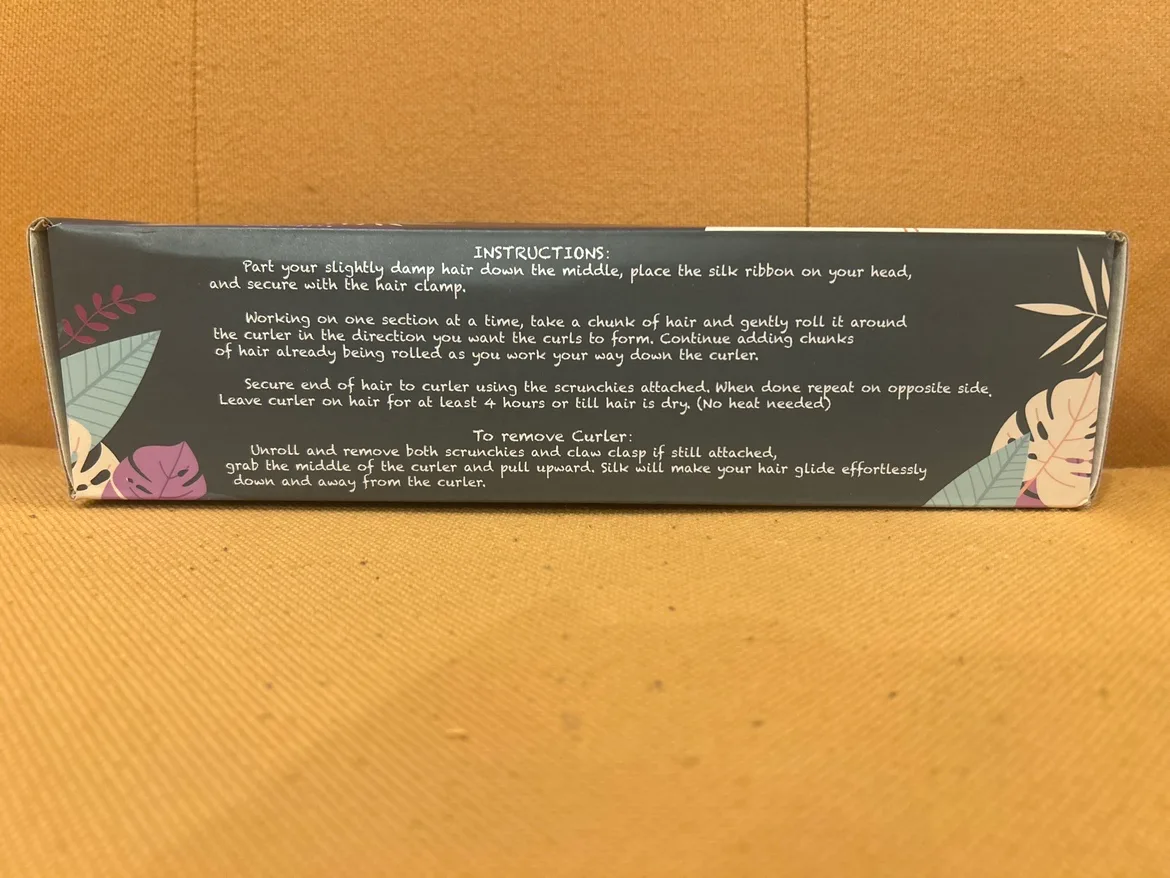 INSTRUCTIONS:
Part your slightly damp hair down the middle, place the silk ribbon on your head,
and secure with the hair clamp.
Working on one section at a time, take a chunk of hair and gently roll it around
the curler in the direction you want the curls to form. Continue adding chunks
of hair already being rolled as you work your way down the curler.
Secure end of hair to curler using the scrunchies attached. When done repeat on opposite side.
Leave curler on hair for at least 4 hours or till hair is dry. (No heat needed)
To remove Curler:
Unroll and remove both scrunchies and claw clasp if still attached,
grab the middle of the curler and pull upward. Silk will make your hair glide effortlessly
down and away from the curler.